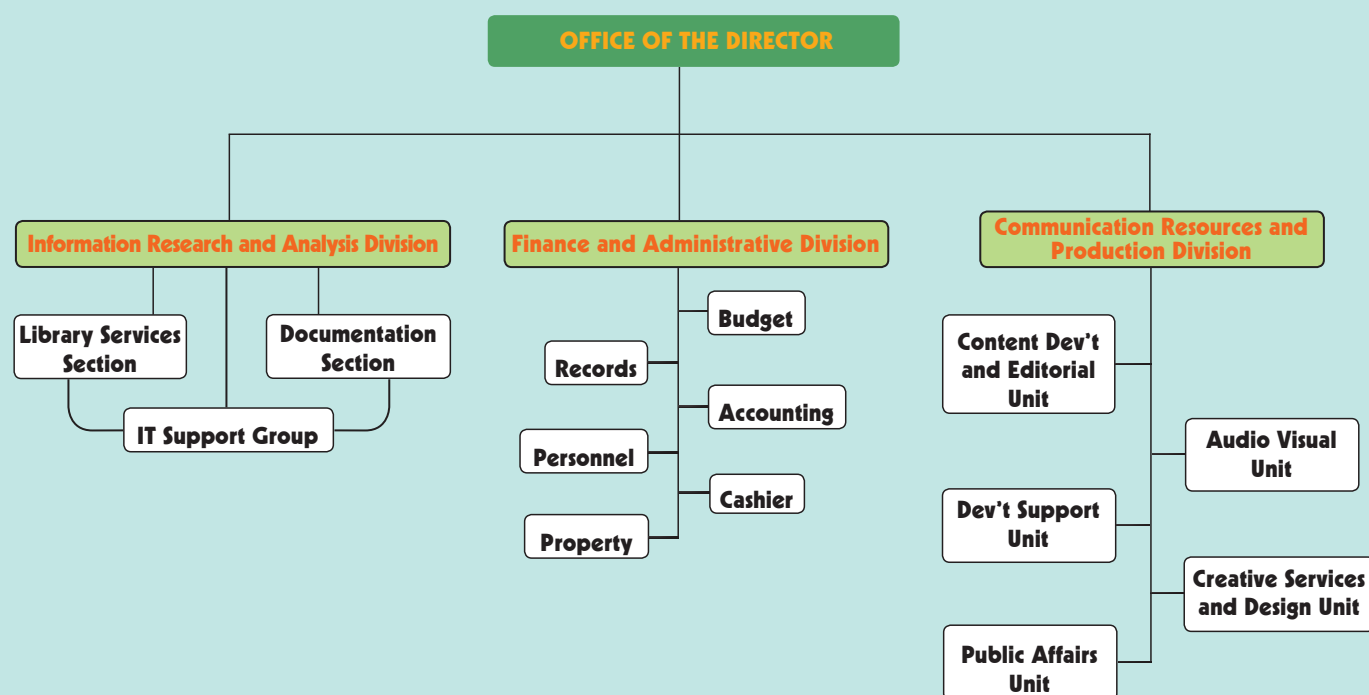 OFFICE OF THE DIRECTOR
Information Research and Analysis Division
Library Services
Section
Documentation
Section
IT Support Group
Finance and Administrative Division
Budget
Records
Accounting
Personnel
Cashier
Property
Communication Resources and
Production Division
Content Dev't
and Editorial
Unit
Audio Visual
Unit
Dev't Support
Unit
Creative Services
and Design Unit
Public Affairs
Unit